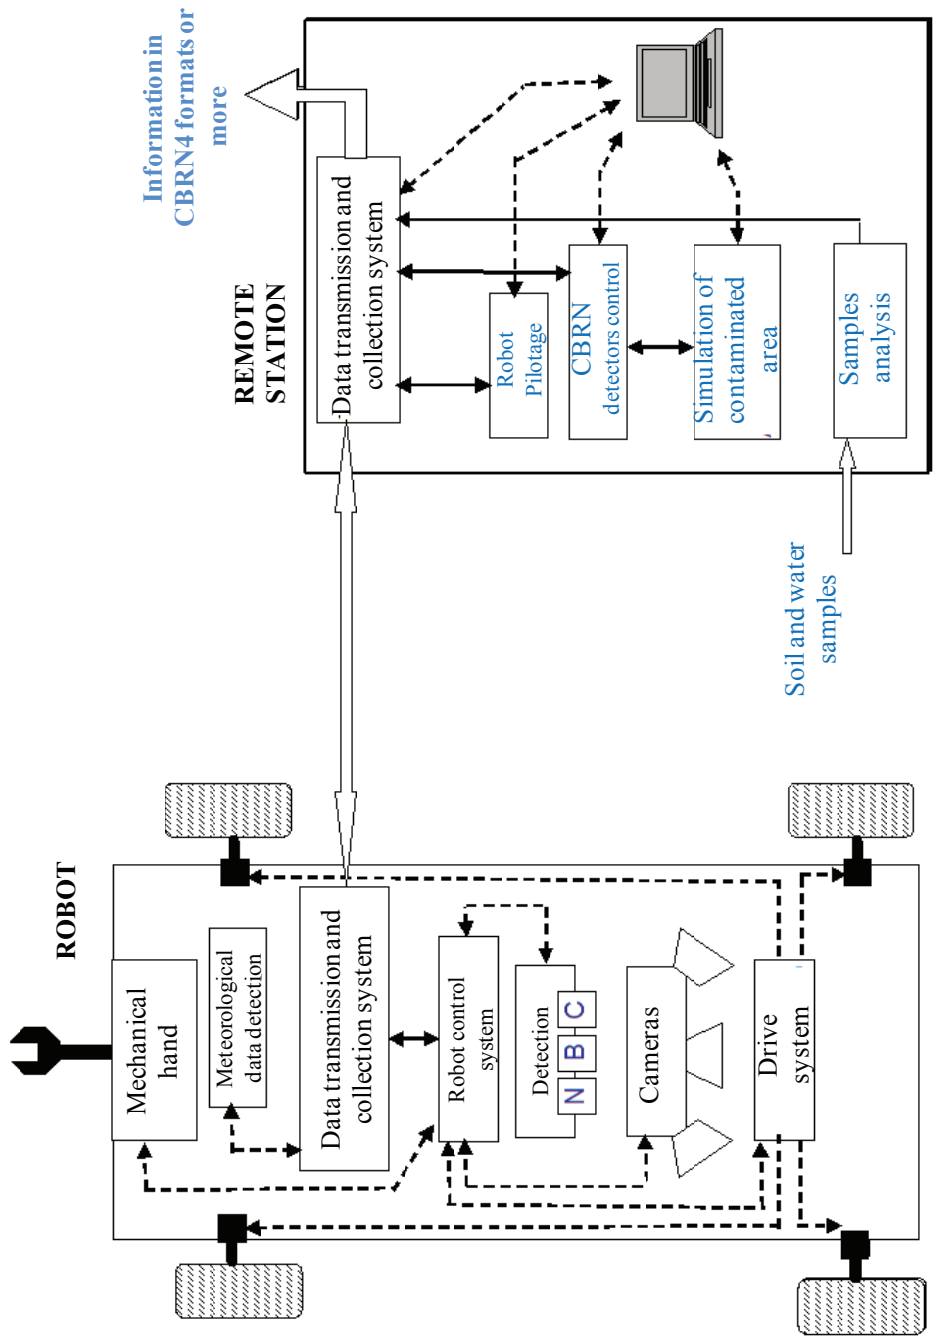 ROBOT
Mechanical
hand
Meteorological
data detection
Data transmission and
collection system
Robot control
system
Detection
N B C
Cameras
Drive
system
REMOTE
STATION
Information in
CBRN4 formats or
more
Data transmission and
collection system
Robot
Pilotage
CBRN
detectors control
Simulation of
contaminated
area
Samples
analysis
Soil and water
samples